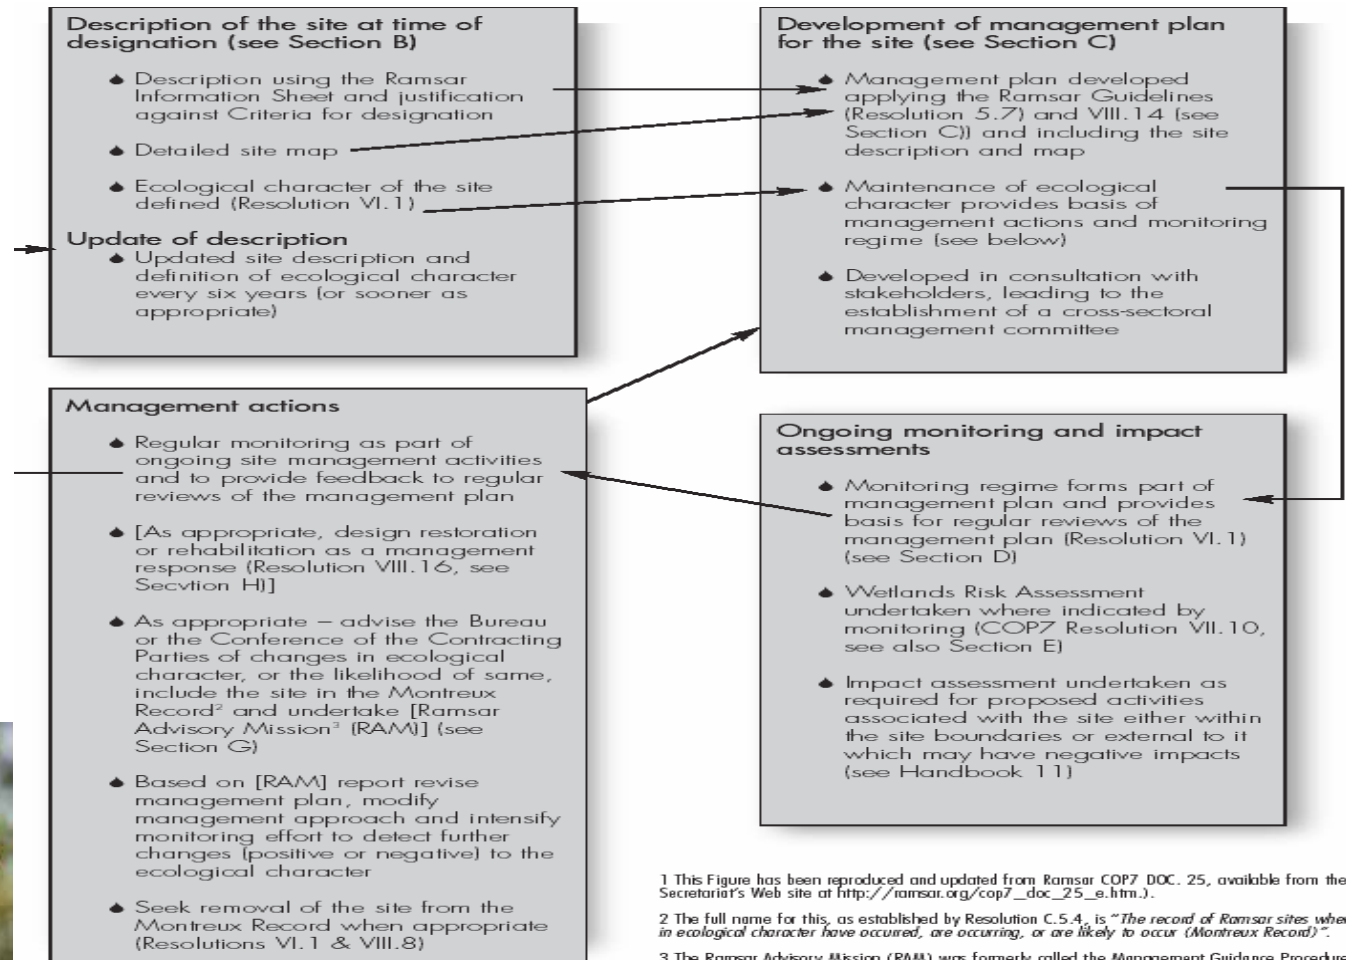 Description of the site at time of
designation (see Section B)
Description using the Ramsar
Information Sheet and justification
against Criteria for designation
Detailed site map
Ecological character of the site
defined (Resolution VI.1)
Update of description
Updated site description and
definition of ecological character
every six years (or sooner as
appropriate)
Development of management plan
for the site (see Section C)
Management plan developed
applying the Ramsar Guidelines
(Resolution 5.7) and VIII.14 (see
Section C)) and including the site
description and map
Maintenance of ecological
character provides basis of
management actions and monitoring
regime (see below)
Developed in consultation with
stakeholders, leading to the
establishment of a cross-sectoral
management committee
Management actions
Regular monitoring as part of
ongoing site management activities
and to provide feedback to regular
reviews of the management plan
[As appropriate, design restoration
or rehabilitation as a management
response (Resolution VIII.16, see
Secvtion H)]
As appropriate – advise the Bureau
or the Conference of the Contracting
Parties of changes in ecological
character, or the likelihood of same,
include the site in the Montreux
Record² and undertake [Ramsar
Advisory Mission³ (RAM)] (see
Section G)
Based on [RAM] report revise
management plan, modify
management approach and intensify
monitoring effort to detect further
changes (positive or negative) to the
ecological character
Seek removal of the site from the
Montreux Record when appropriate
(Resolutions VI.1 & VIII.8)
Ongoing monitoring and impact
assessments
Monitoring regime forms part of
management plan and provides
basis for regular reviews of the
management plan (Resolution VI.1)
(see Section D)
Wetlands Risk Assessment
undertaken where indicated by
monitoring (COP7 Resolution VII.10,
see also Section E)
Impact assessment undertaken as
required for proposed activities
associated with the site either within
the site boundaries or external to it
which may have negative impacts
(see Handbook 11)
1 This Figure has been reproduced and updated from Ramsar COP7 DOC. 25, available from the
Secretariat's Web site at http://ramsar.org/cop7_doc_25_e.htm.).
2 The full name for this, as established by Resolution C.5.4, is "The record of Ramsar sites
in ecological character have occurred, are occurring, or are likely to occur (Montreux Record)".
3 The Ramsar Advisory Mission (RAM) was formerly called the Management Guidance Procedure